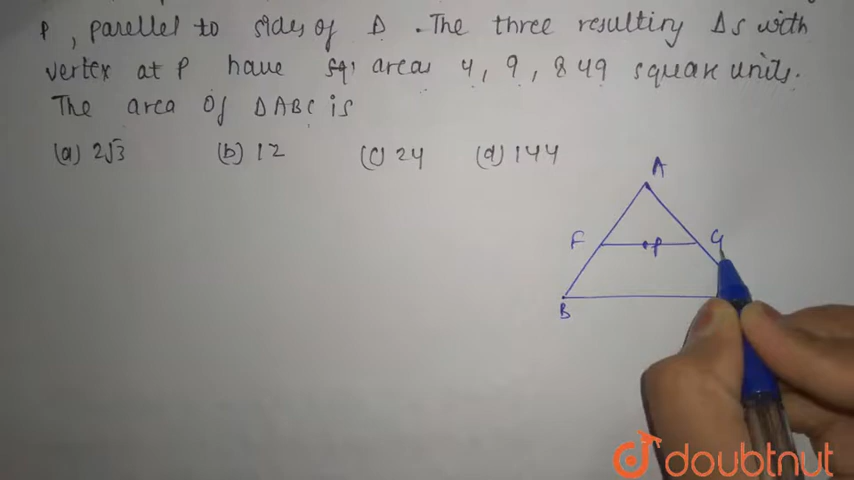 P, parellel to sides of Δ. The three resulting Δs with
vertex at P have sq. areas 4, 9, & 49 square units.
The area of ΔABC is
(a) 2√3 (b) 12 (c) 24 (d) 144
A
F P G
B
doubtnut